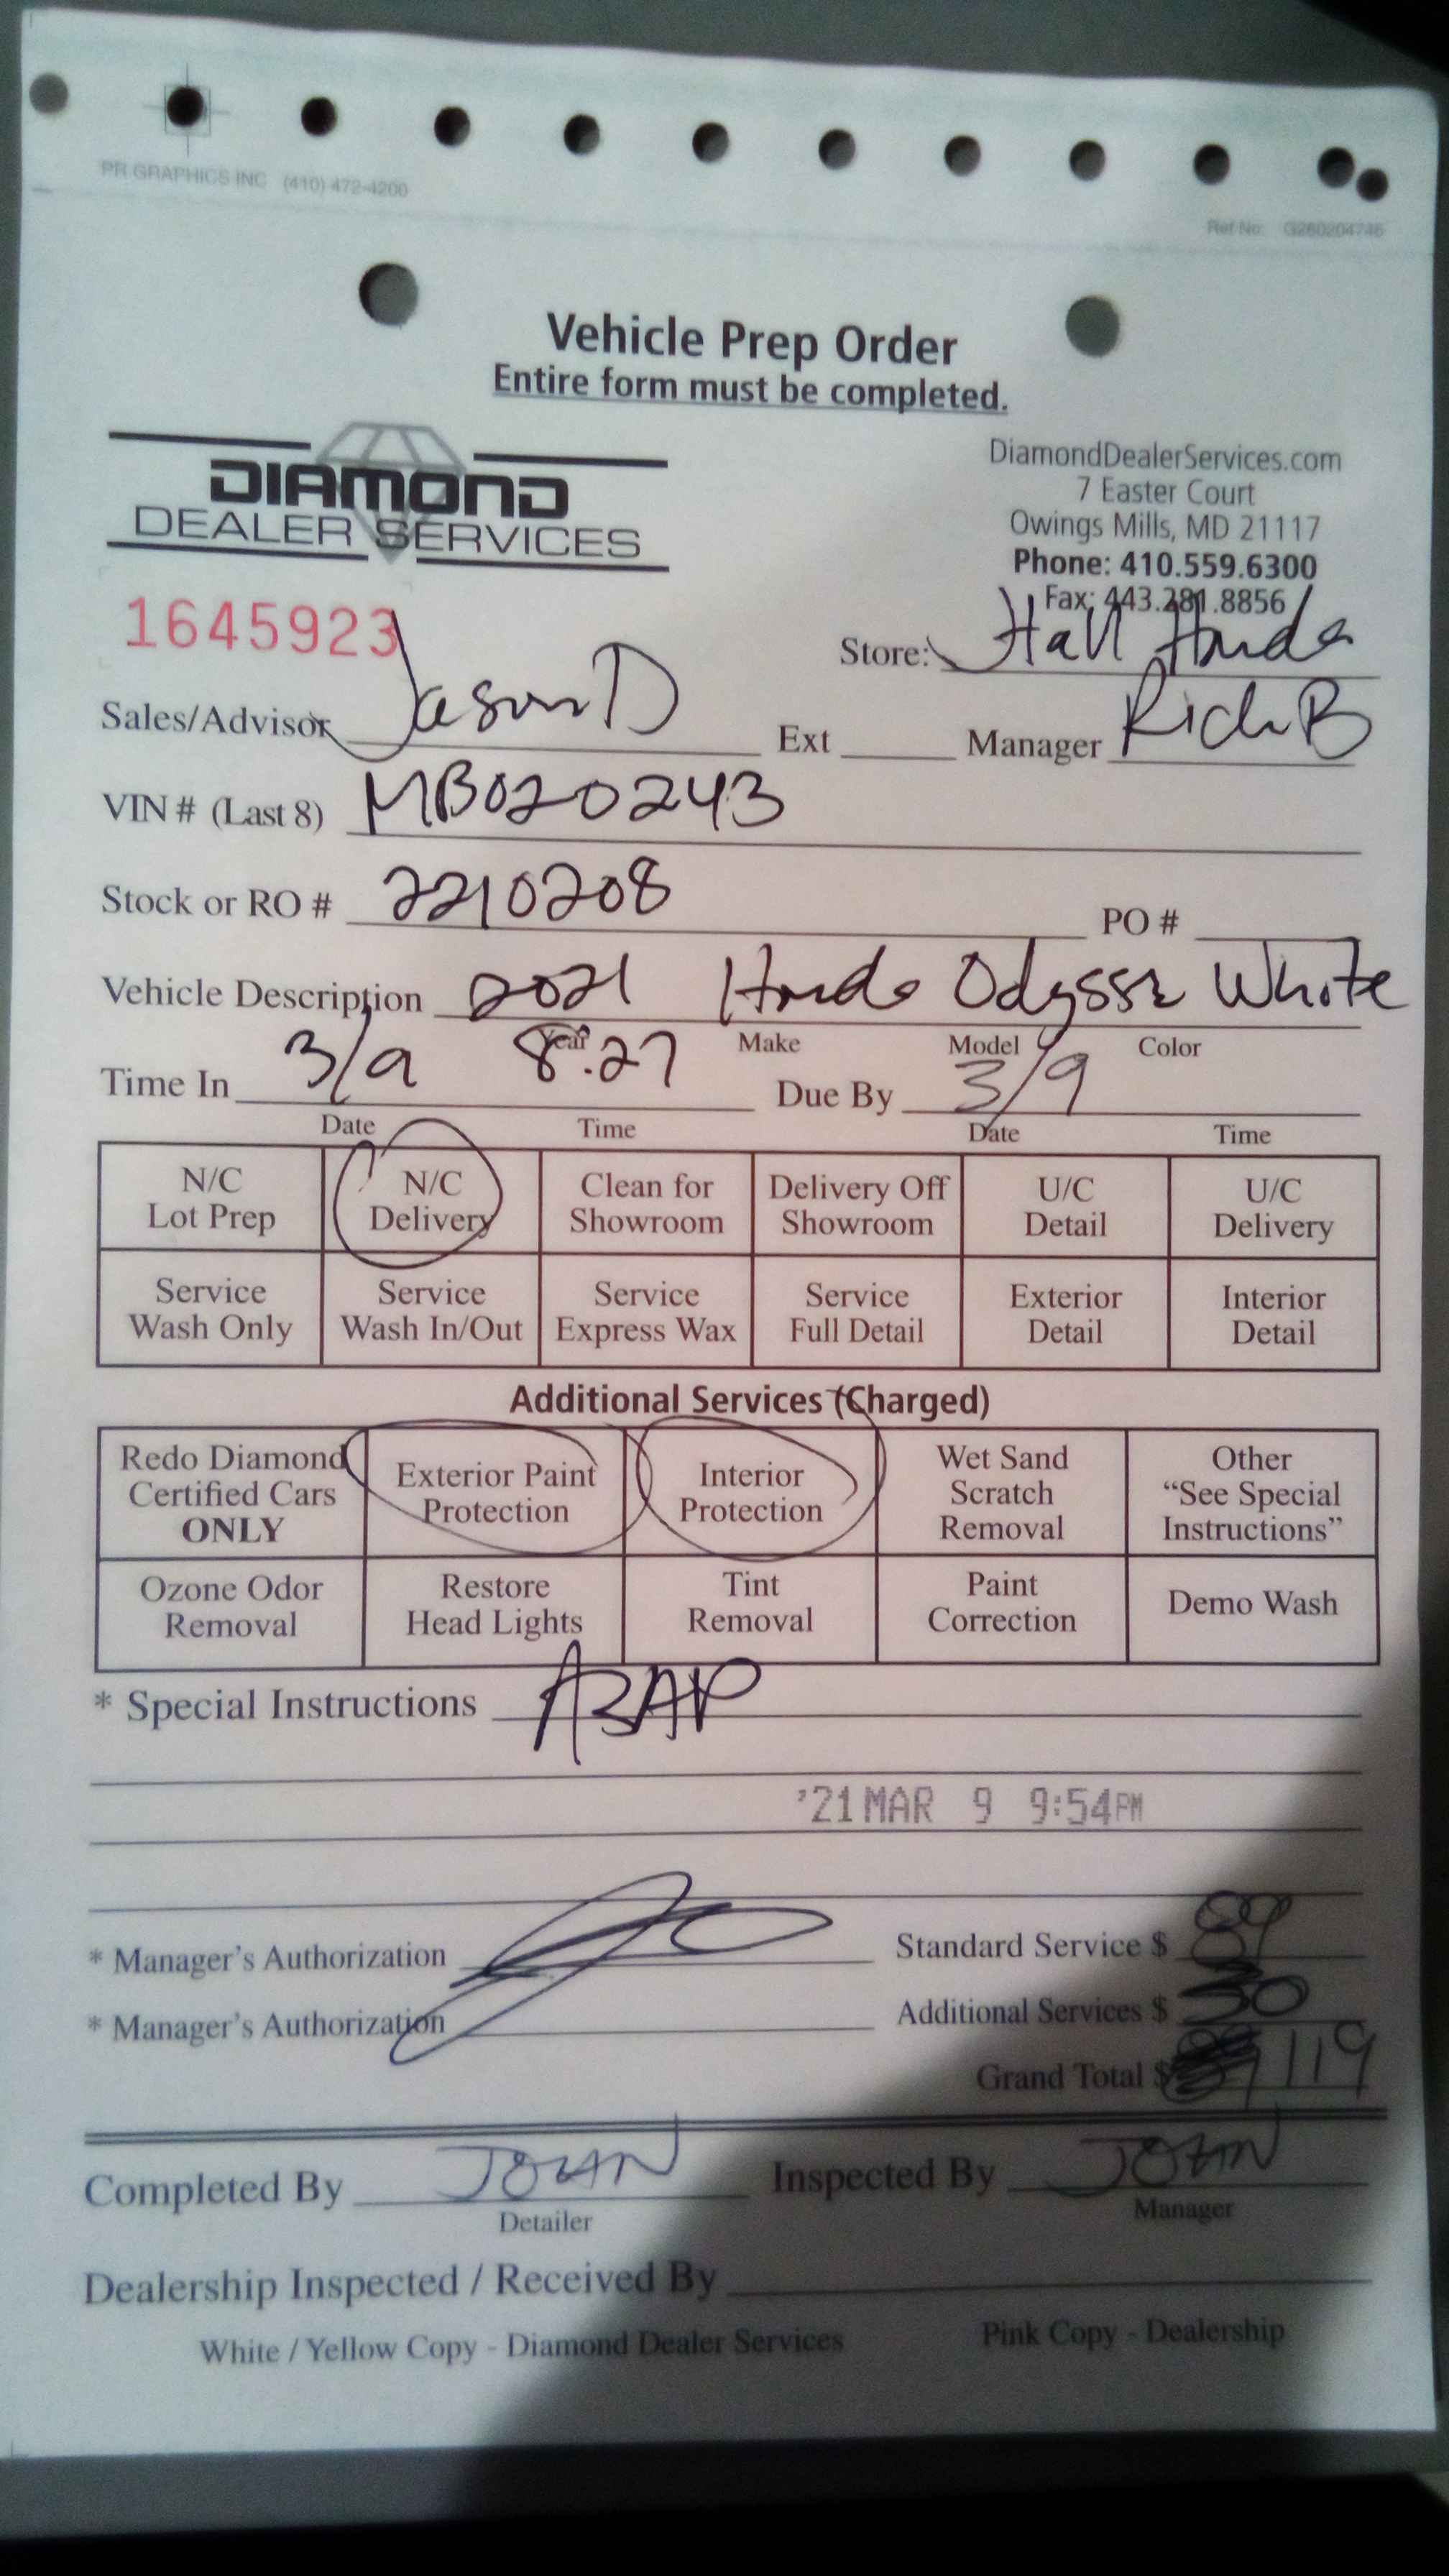 PR GRAPHICS INC (410) 472-4200
Ref No: G260204746
Vehicle Prep Order
Entire form must be completed.
DIAMOND
DEALER SERVICES
DiamondDealerServices.com
7 Easter Court
Owings Mills, MD 21117
Phone: 410.559.6300
Fax: 443.281.8856
1645923
Store: Hall Honda
Sales/Advisor Jason D Ext Manager Rich B
VIN # (Last 8) MB020243
Stock or RO # 2210208 PO #
Vehicle Description 2021 Honda Odyssey White
Year Make Model Color
Time In 3/9 8:27 Due By 3/9
Date Time Date Time
N/C Lot Prep N/C Delivery Clean for Showroom Delivery Off Showroom U/C Detail U/C Delivery
Service Wash Only Service Wash In/Out Service Express Wax Service Full Detail Exterior Detail Interior Detail
Additional Services (Charged)
Redo Diamond Certified Cars ONLY Exterior Paint Protection Interior Protection Wet Sand Scratch Removal Other "See Special Instructions"
Ozone Odor Removal Restore Head Lights Tint Removal Paint Correction Demo Wash
* Special Instructions ASAP
'21 MAR 9 9:54PM
* Manager's Authorization Standard Service $ 89
* Manager's Authorization Additional Services $ 30
Grand Total $ 119
Completed By JOHN Inspected By JOHN
Detailer Manager
Dealership Inspected / Received By
White / Yellow Copy - Diamond Dealer Services Pink Copy - Dealership